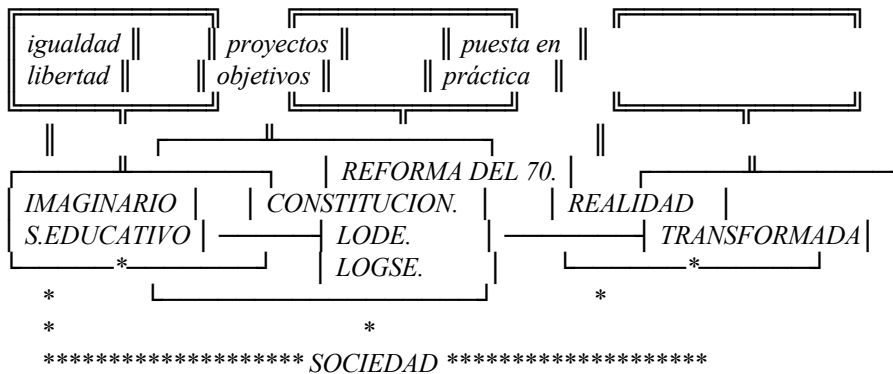 igualdad proyectos puesta en
libertad objetivos práctica
REFORMA DEL 70.
IMAGINARIO CONSTITUCION. REALIDAD
S.EDUCATIVO LODE. TRANSFORMADA
* LOGSE. *
* *
* *
******************** SOCIEDAD ********************